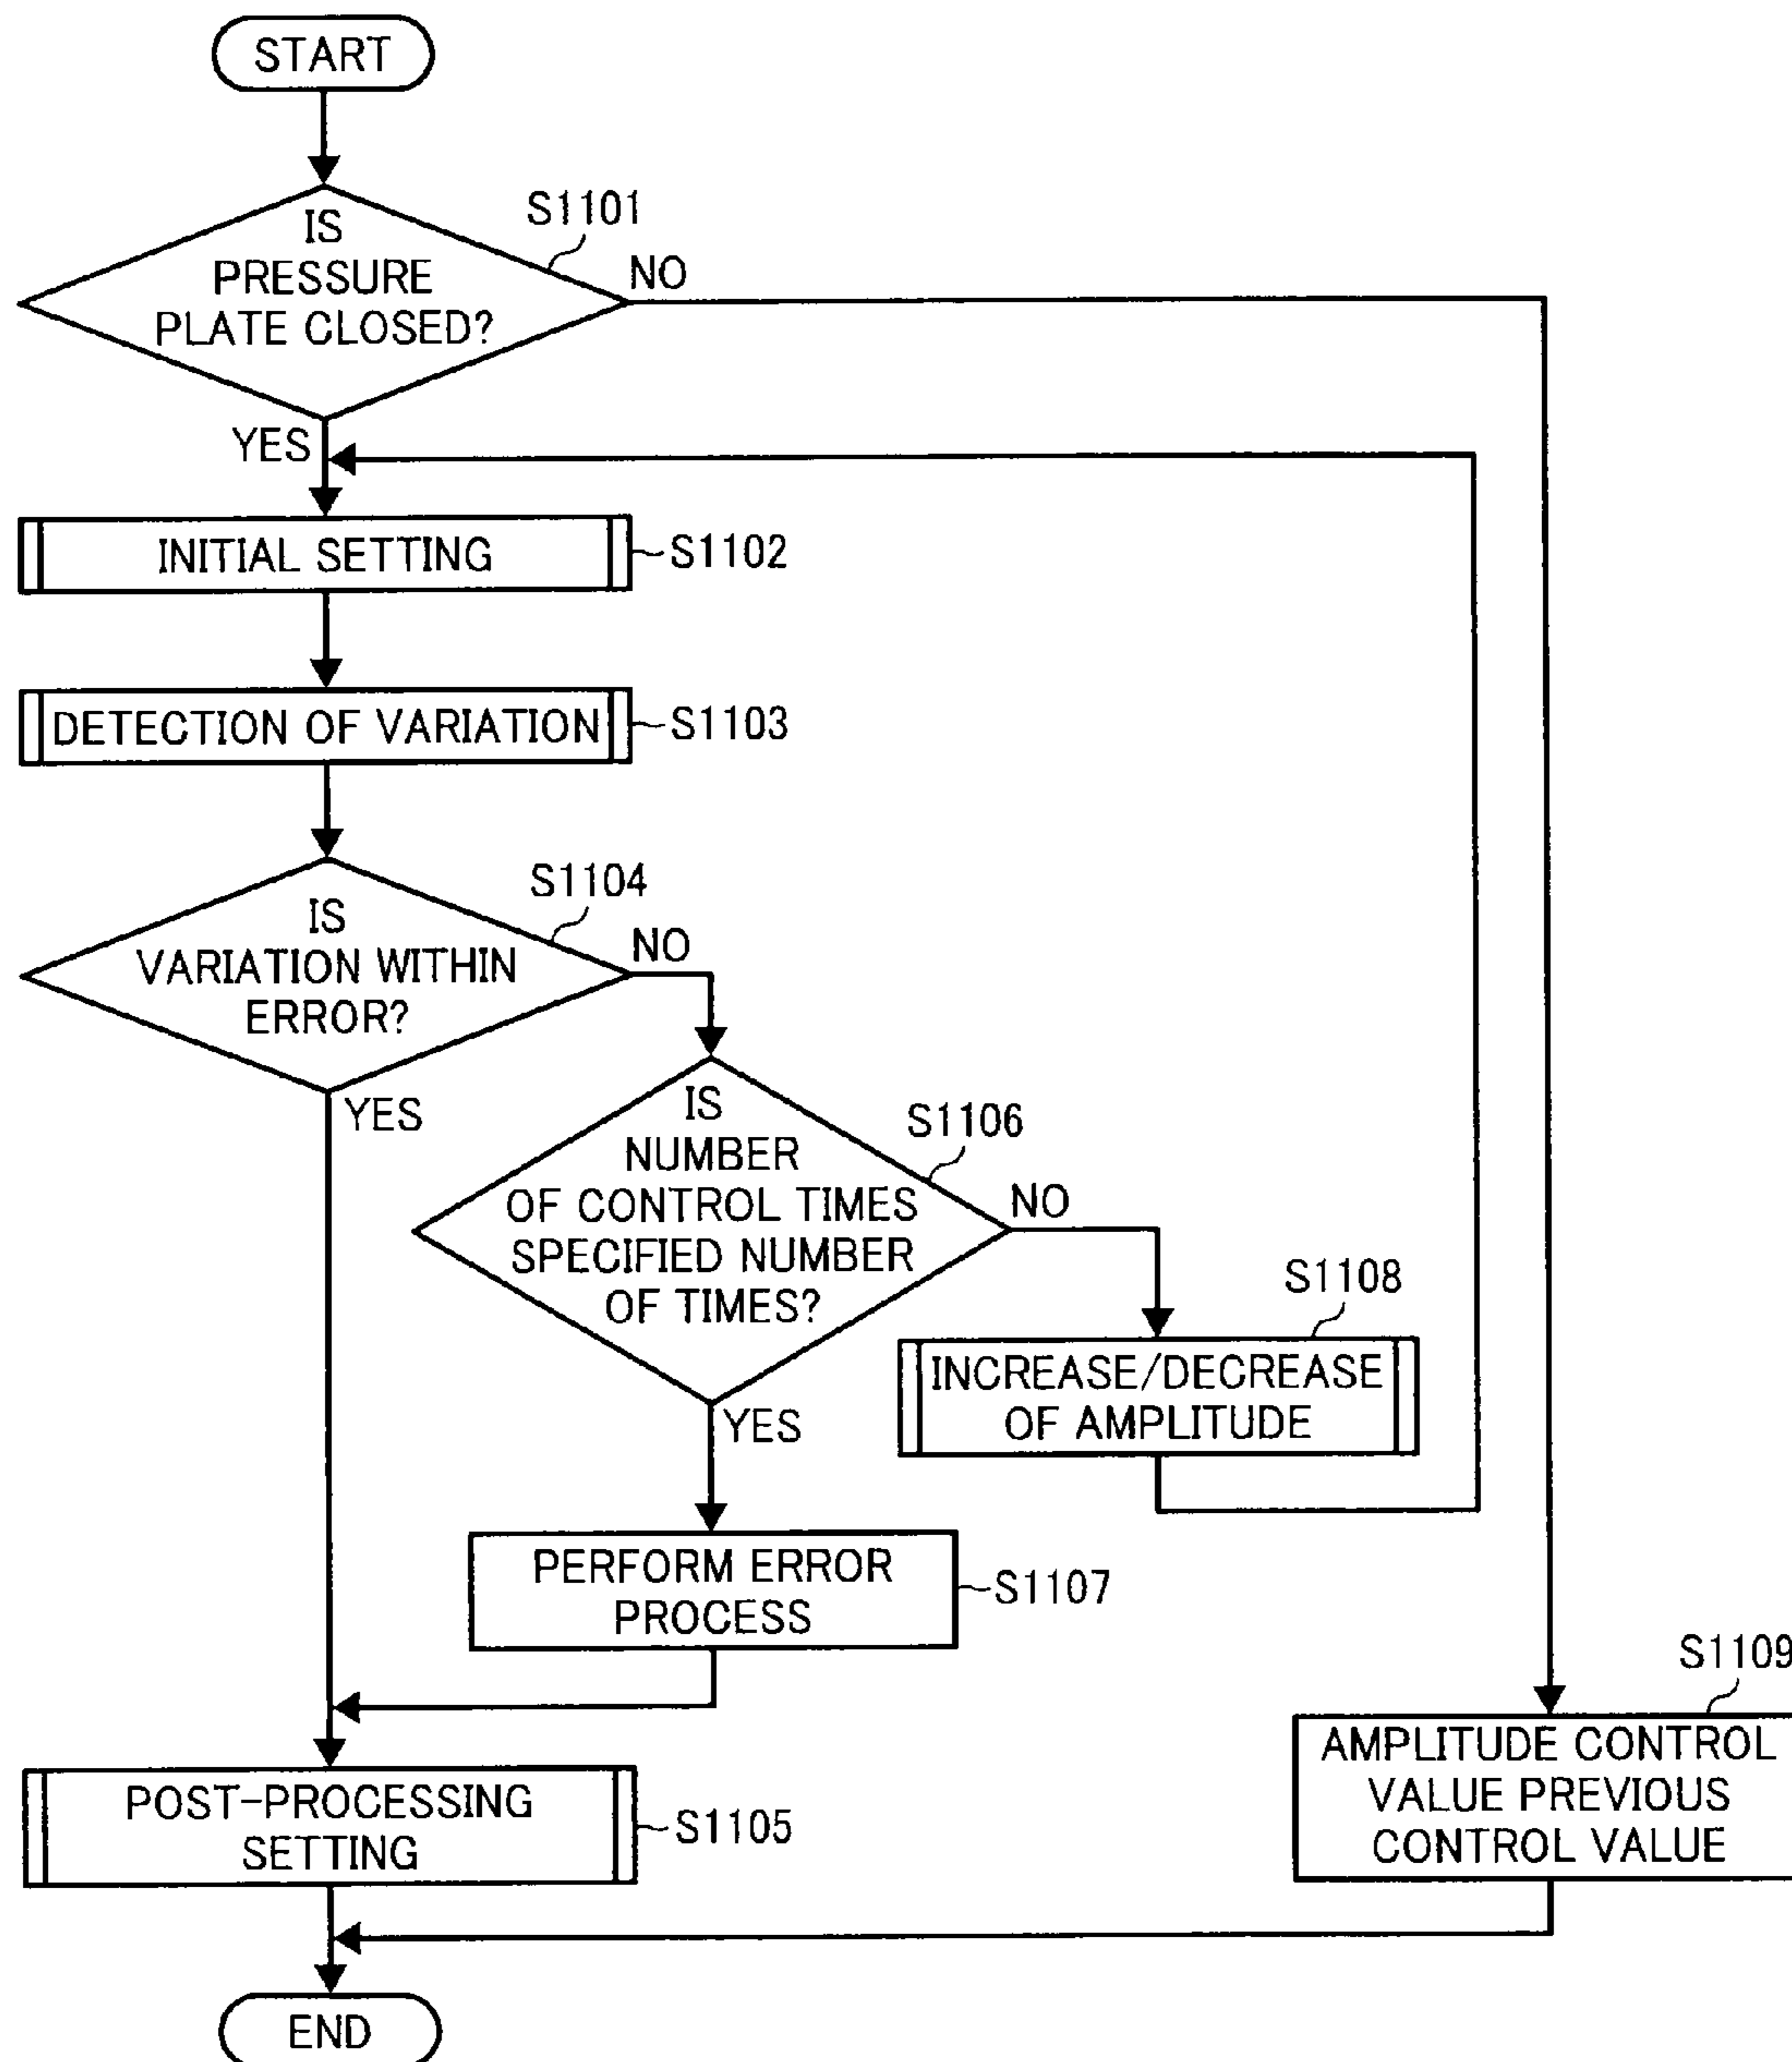 START
IS
PRESSURE
PLATE CLOSED?
S1101
NO
YES
INITIAL SETTING
S1102
DETECTION OF VARIATION
S1103
IS
VARIATION WITHIN
ERROR?
S1104
NO
YES
IS
NUMBER
OF CONTROL TIMES
SPECIFIED NUMBER
OF TIMES?
S1106
NO
YES
S1108
INCREASE/DECREASE
OF AMPLITUDE
PERFORM ERROR
PROCESS
S1107
S1109
AMPLITUDE CONTROL
VALUE PREVIOUS
CONTROL VALUE
POST-PROCESSING
SETTING
S1105
END